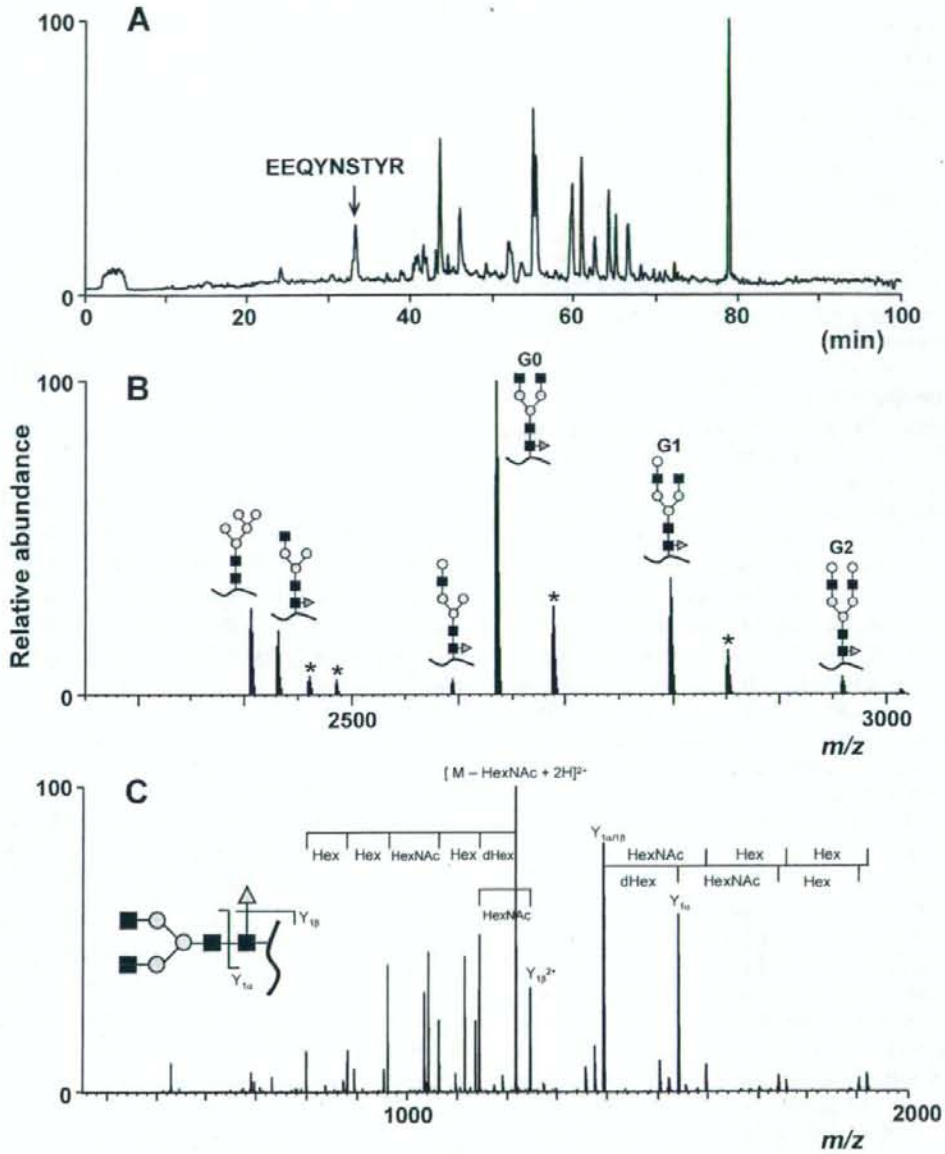 A
100
0
EEQYNSTYR
0
20
40
60
80
100
(min)
B
100
0
G0
G1
G2
*
*
*
*
2500
3000
m/z
Relative abundance
C
[ M – HexNAc + 2H]²⁺
100
0
Hex
Hex
HexNAc
Hex
dHex
HexNAc
Y1α/1β
HexNAc
Hex
Hex
dHex
HexNAc
Hex
Y1α
Y1β²⁺
Y1β
Y1α
1000
2000
m/z